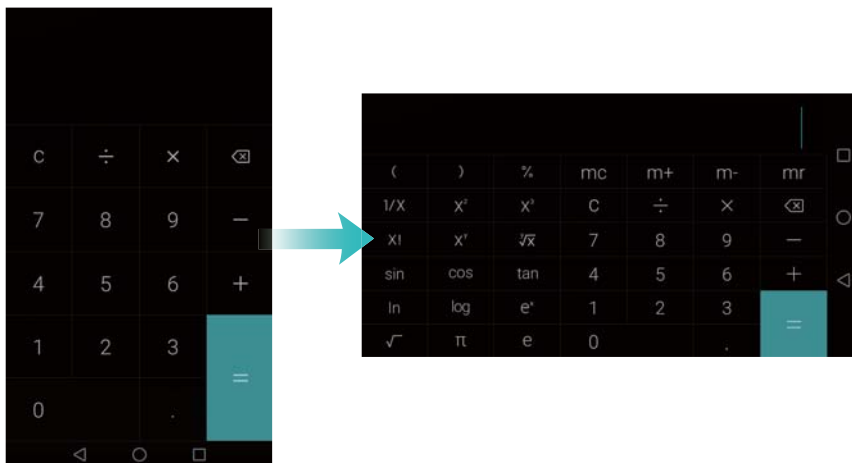 C ÷ ×
7 8 9 −
4 5 6 +
1 2 3 =
0 .
( ) % mc m+ m- mr
1/X X² X³ C ÷ ×
X! Xʸ ʸ√x 7 8 9 −
sin cos tan 4 5 6 +
ln log eˣ 1 2 3 =
√ π e 0 .